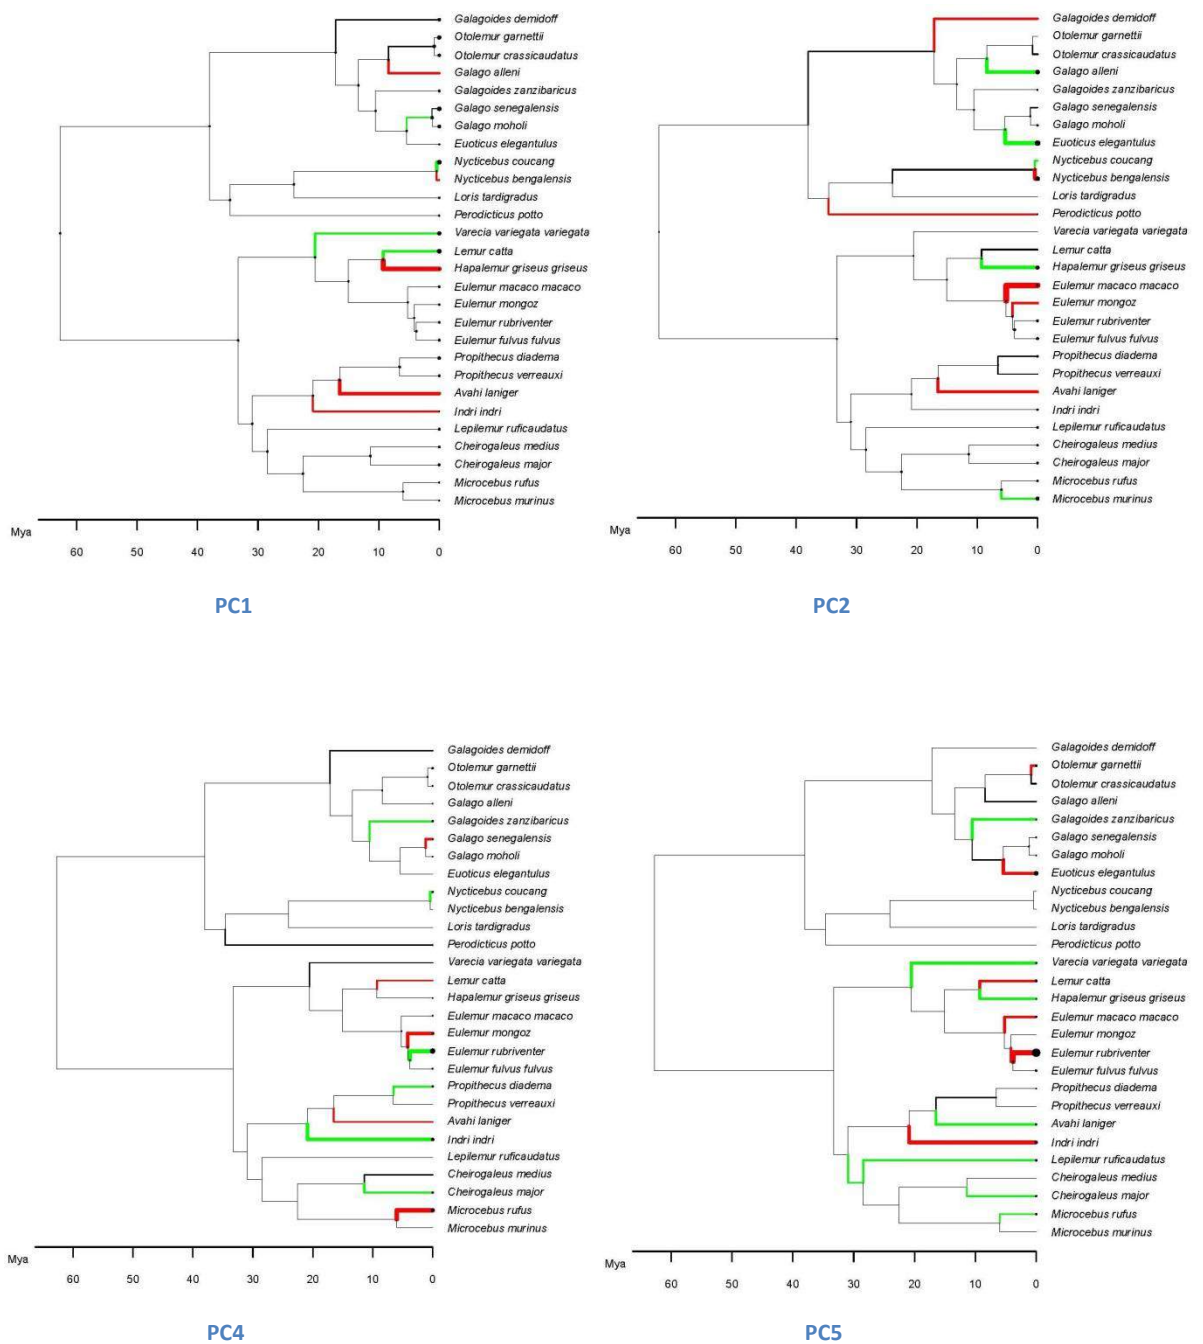 Galagoides demidoff
Otolemur garnettii
Otolemur crassicaudatus
Galago alleni
Galagoides zanzibaricus
Galago senegalensis
Galago moholi
Euoticus elegantulus
Nycticebus coucang
Nycticebus bengalensis
Loris tardigradus
Perodicticus potto
Varecia variegata variegata
Lemur catta
Hapalemur griseus griseus
Eulemur macaco macaco
Eulemur mongoz
Eulemur rubriventer
Eulemur fulvus fulvus
Propithecus diadema
Propithecus verreauxi
Avahi laniger
Indri indri
Lepilemur ruficaudatus
Cheirogaleus medius
Cheirogaleus major
Microcebus rufus
Microcebus murinus
Mya
60 50 40 30 20 10 0
PC1
Galagoides demidoff
Otolemur garnettii
Otolemur crassicaudatus
Galago alleni
Galagoides zanzibaricus
Galago senegalensis
Galago moholi
Euoticus elegantulus
Nycticebus coucang
Nycticebus bengalensis
Loris tardigradus
Perodicticus potto
Varecia variegata variegata
Lemur catta
Hapalemur griseus griseus
Eulemur macaco macaco
Eulemur mongoz
Eulemur rubriventer
Eulemur fulvus fulvus
Propithecus diadema
Propithecus verreauxi
Avahi laniger
Indri indri
Lepilemur ruficaudatus
Cheirogaleus medius
Cheirogaleus major
Microcebus rufus
Microcebus murinus
Mya
60 50 40 30 20 10 0
PC2
Galagoides demidoff
Otolemur garnettii
Otolemur crassicaudatus
Galago alleni
Galagoides zanzibaricus
Galago senegalensis
Galago moholi
Euoticus elegantulus
Nycticebus coucang
Nycticebus bengalensis
Loris tardigradus
Perodicticus potto
Varecia variegata variegata
Lemur catta
Hapalemur griseus griseus
Eulemur macaco macaco
Eulemur mongoz
Eulemur rubriventer
Eulemur fulvus fulvus
Propithecus diadema
Propithecus verreauxi
Avahi laniger
Indri indri
Lepilemur ruficaudatus
Cheirogaleus medius
Cheirogaleus major
Microcebus rufus
Microcebus murinus
Mya
60 50 40 30 20 10 0
PC4
Galagoides demidoff
Otolemur garnettii
Otolemur crassicaudatus
Galago alleni
Galagoides zanzibaricus
Galago senegalensis
Galago moholi
Euoticus elegantulus
Nycticebus coucang
Nycticebus bengalensis
Loris tardigradus
Perodicticus potto
Varecia variegata variegata
Lemur catta
Hapalemur griseus griseus
Eulemur macaco macaco
Eulemur mongoz
Eulemur rubriventer
Eulemur fulvus fulvus
Propithecus diadema
Propithecus verreauxi
Avahi laniger
Indri indri
Lepilemur ruficaudatus
Cheirogaleus medius
Cheirogaleus major
Microcebus rufus
Microcebus murinus
Mya
60 50 40 30 20 10 0
PC5